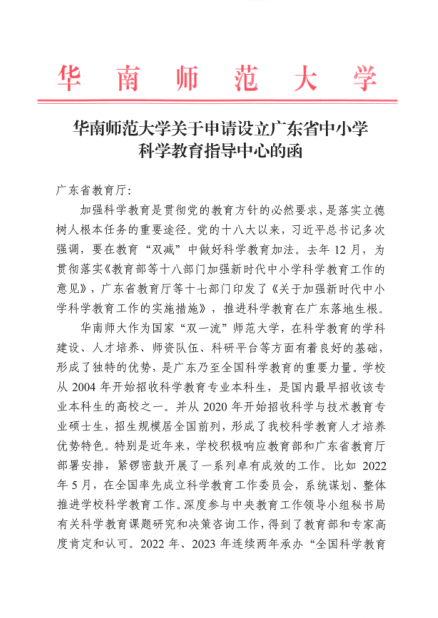 华南师范大学
华南师范大学关于申请设立广东省中小学
科学教育指导中心的函
广东省教育厅：
加强科学教育是贯彻党的教育方针的必然要求，是落实立德
树人根本任务的重要途径。党的十八大以来，习近平总书记多次
强调，要在教育“双减”中做好科学教育加法。去年 12 月，为
贯彻落实《教育部等十八部门加强新时代中小学科学教育工作的
意见》，广东省教育厅等十七部门印发了《关于加强新时代中小
学科学教育工作的实施措施》，推进科学教育在广东落地生根。
华南师大作为国家“双一流”师范大学，在科学教育的学科
建设、人才培养、师资队伍、科研平台等方面有着良好的基础，
形成了独特的优势，是广东乃至全国科学教育的重要力量。学校
从 2004 年开始招收科学教育专业本科生，是国内最早招收该专
业本科生的高校之一。并从 2020 年开始招收科学与技术教育专
业硕士生，招生规模居全国前列，形成了我校科学教育人才培养
优势特色。特别是近年来，学校积极响应教育部和广东省教育厅
部署安排，紧锣密鼓开展了一系列卓有成效的工作。比如 2022
年 5 月，在全国率先成立科学教育工作委员会，系统谋划、整体
推进学校科学教育工作。深度参与中央教育工作领导小组秘书局
有关科学教育课题研究和决策咨询工作，得到了教育部和专家高
度肯定和认可。2022 年、2023 年连续两年承办“全国科学教育